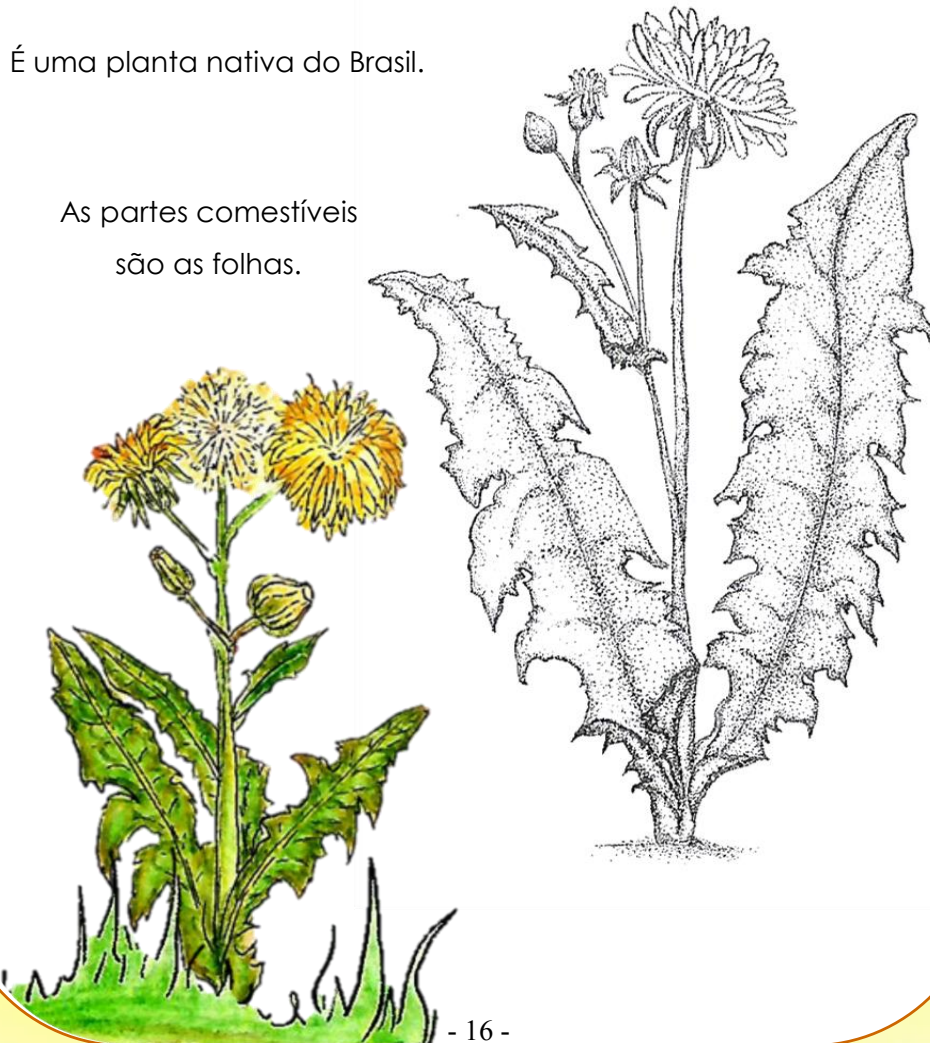 É uma planta nativa do Brasil.
As partes comestíveis
são as folhas.
- 16 -